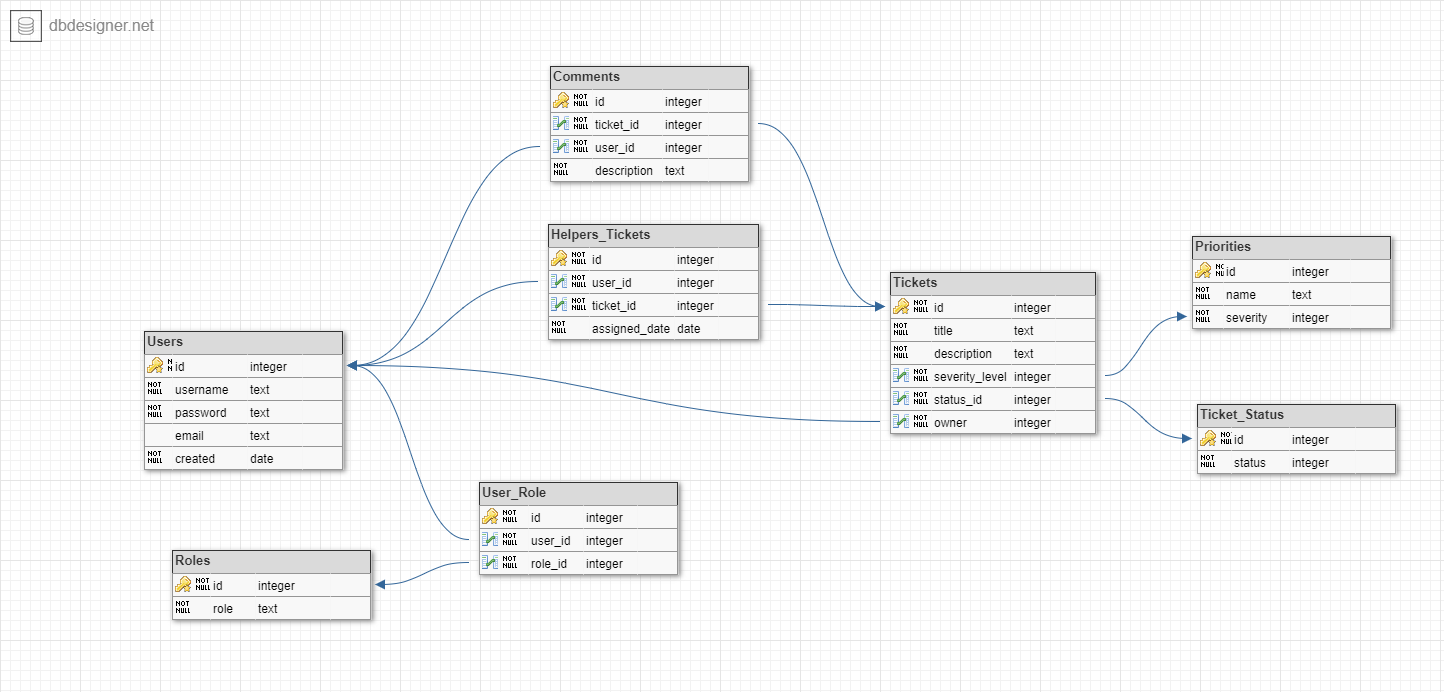 dbdesigner.net
Comments
NOT NULL id integer
NOT NULL ticket_id integer
NOT NULL user_id integer
NOT NULL description text
Helpers_Tickets
NOT NULL id integer
NOT NULL user_id integer
NOT NULL ticket_id integer
NOT NULL assigned_date date
Tickets
NOT NULL id integer
NOT NULL title text
NOT NULL description text
NOT NULL severity_level integer
NOT NULL status_id integer
NOT NULL owner integer
Priorities
NC NU id integer
NOT NULL name text
NOT NULL severity integer
Ticket_Status
NO NUL id integer
NOT NULL status integer
Users
N N id integer
NOT NULL username text
NOT NULL password text
email text
NOT NULL created date
User_Role
NOT NULL id integer
NOT NULL user_id integer
NOT NULL role_id integer
Roles
NOT NULL id integer
NOT NULL role text